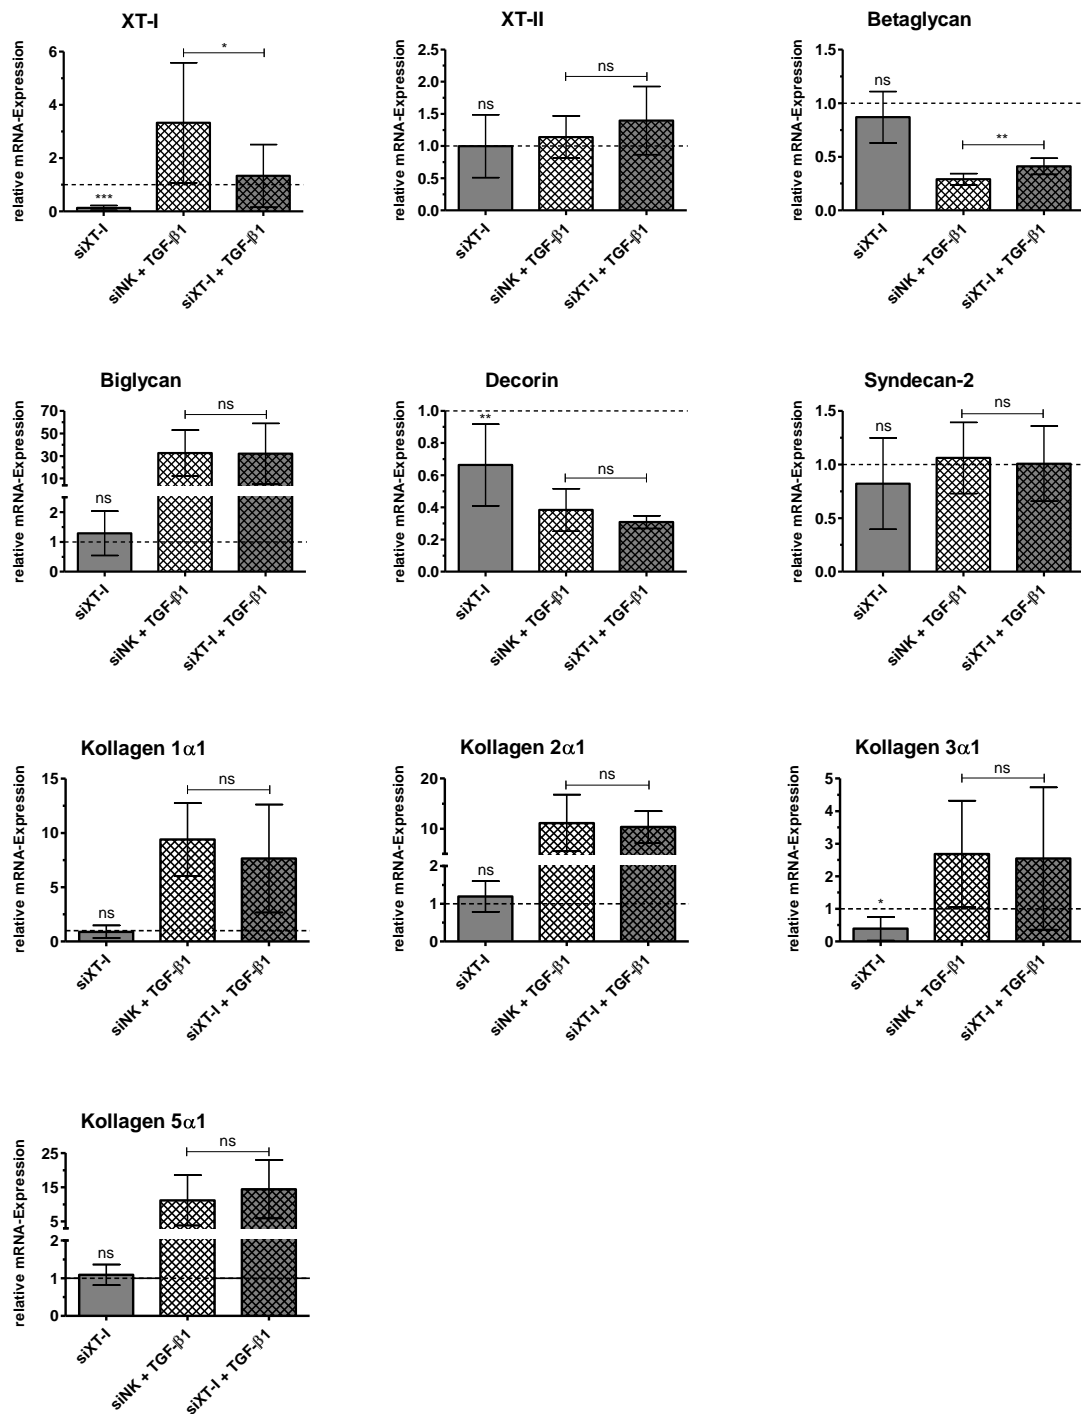 XT-I
relative mRNA-Expression
6
4
2
0
***
*
siXT-I
siNK + TGF-β1
siXT-I + TGF-β1
XT-II
relative mRNA-Expression
2.5
2.0
1.5
1.0
0.5
0.0
ns
ns
siXT-I
siNK + TGF-β1
siXT-I + TGF-β1
Betaglycan
relative mRNA-Expression
1.5
1.0
0.5
0.0
ns
**
siXT-I
siNK + TGF-β1
siXT-I + TGF-β1
Biglycan
relative mRNA-Expression
70
50
30
10
2
1
0
ns
ns
siXT-I
siNK + TGF-β1
siXT-I + TGF-β1
Decorin
relative mRNA-Expression
1.0
0.8
0.6
0.4
0.2
0.0
**
ns
siXT-I
siNK + TGF-β1
siXT-I + TGF-β1
Syndecan-2
relative mRNA-Expression
1.5
1.0
0.5
0.0
ns
ns
siXT-I
siNK + TGF-β1
siXT-I + TGF-β1
Kollagen 1α1
relative mRNA-Expression
15
10
5
0
ns
ns
siXT-I
siNK + TGF-β1
siXT-I + TGF-β1
Kollagen 2α1
relative mRNA-Expression
20
10
2
1
0
ns
ns
siXT-I
siNK + TGF-β1
siXT-I + TGF-β1
Kollagen 3α1
relative mRNA-Expression
5
4
3
2
1
0
*
ns
siXT-I
siNK + TGF-β1
siXT-I + TGF-β1
Kollagen 5α1
relative mRNA-Expression
25
15
5
2
1
0
ns
ns
siXT-I
siNK + TGF-β1
siXT-I + TGF-β1